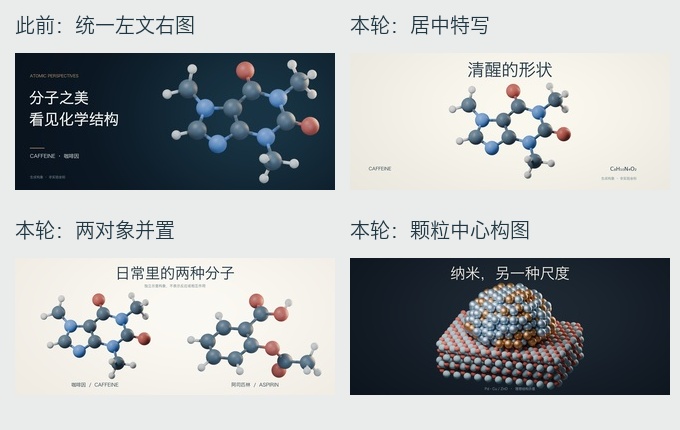 此前：统一左文右图
本轮：居中特写
ATOMIC PERSPECTIVES
分子之美
看见化学结构
CAFFEINE · 咖啡因
清醒的形状
CAFFEINE
C₈H₁₀N₄O₂
本轮：两对象并置
本轮：颗粒中心构图
日常里的两种分子
咖啡因 / CAFFEINE
阿司匹林 / ASPIRIN
纳米，另一种尺度